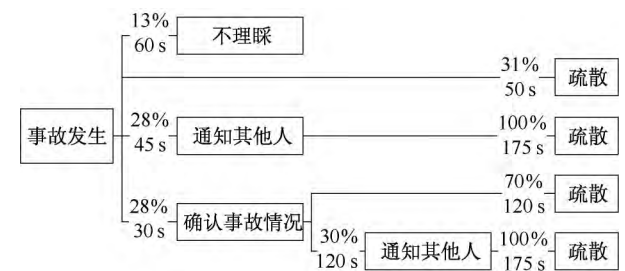 13%
60 s
不理睬
31%
50 s
疏散
事故发生
28%
45 s
通知其他人
100%
175 s
疏散
28%
30 s
确认事故情况
70%
120 s
疏散
30%
120 s
通知其他人
100%
175 s
疏散